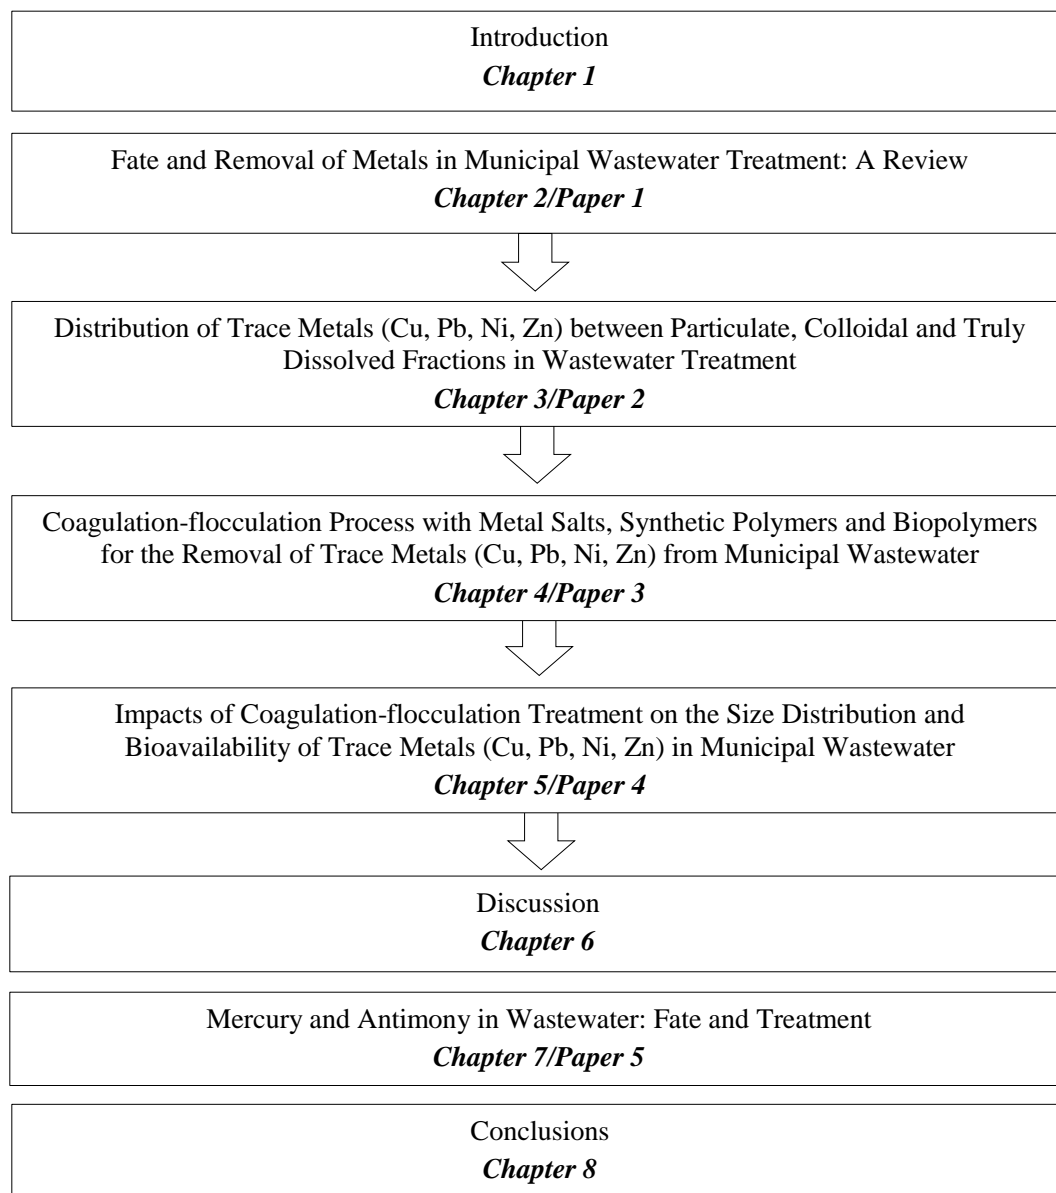 Introduction
Chapter 1
Fate and Removal of Metals in Municipal Wastewater Treatment: A Review
Chapter 2/Paper 1
Distribution of Trace Metals (Cu, Pb, Ni, Zn) between Particulate, Colloidal and Truly
Dissolved Fractions in Wastewater Treatment
Chapter 3/Paper 2
Coagulation-flocculation Process with Metal Salts, Synthetic Polymers and Biopolymers
for the Removal of Trace Metals (Cu, Pb, Ni, Zn) from Municipal Wastewater
Chapter 4/Paper 3
Impacts of Coagulation-flocculation Treatment on the Size Distribution and
Bioavailability of Trace Metals (Cu, Pb, Ni, Zn) in Municipal Wastewater
Chapter 5/Paper 4
Discussion
Chapter 6
Mercury and Antimony in Wastewater: Fate and Treatment
Chapter 7/Paper 5
Conclusions
Chapter 8